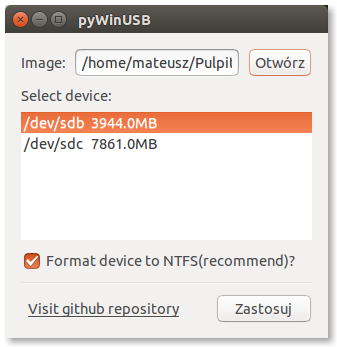 pyWinUSB
Image: /home/mateusz/Pulpit Otwórz
Select device:
/dev/sdb 3944.0MB
/dev/sdc 7861.0MB
Format device to NTFS(recommend)?
Visit github repository Zastosuj